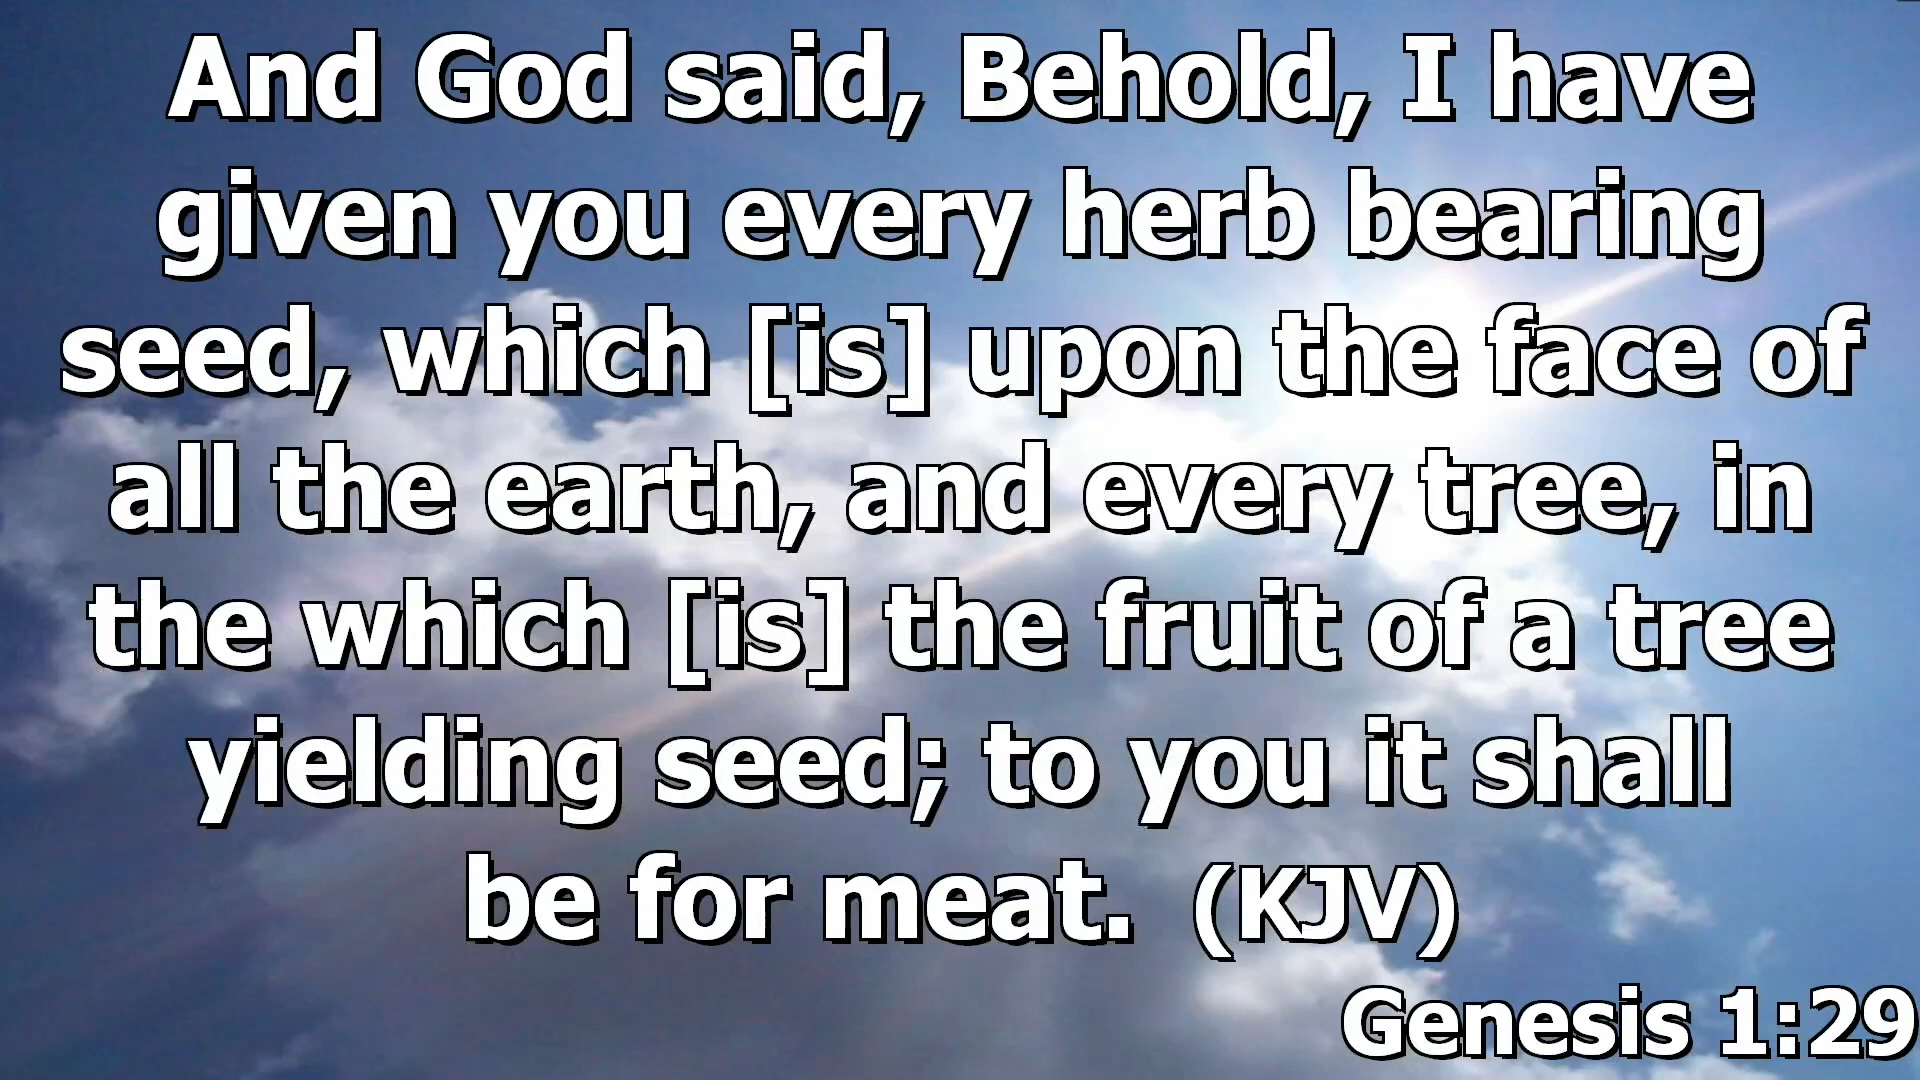 And God said, Behold, I have
given you every herb bearing
seed, which [is] upon the face of
all the earth, and every tree, in
the which [is] the fruit of a tree
yielding seed; to you it shall
be for meat.  (KJV)
Genesis 1:29